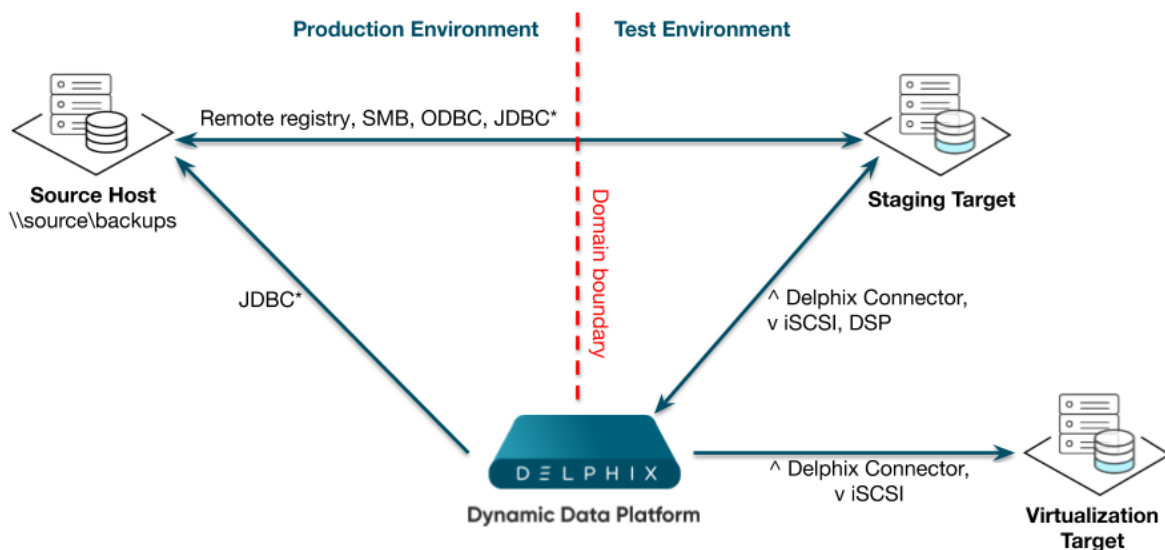 Production Environment
Test Environment
Remote registry, SMB, ODBC, JDBC*
Source Host
\\source\backups
Staging Target
Domain boundary
JDBC*
^ Delphix Connector,
v iSCSI, DSP
DELPHIX
Dynamic Data Platform
^ Delphix Connector,
v iSCSI
Virtualization
Target